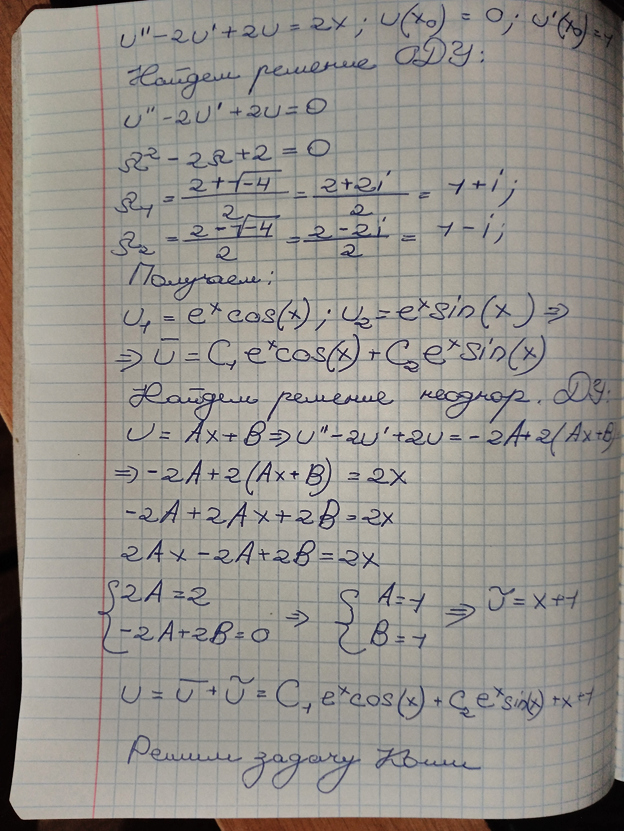 u'' - 2u' + 2u = 2x; u(x₀) = 0; u'(x₀) = 1
Найдем решение ОДУ:
u'' - 2u' + 2u = 0
λ² - 2λ + 2 = 0
λ₁ = (2 + √-4)/2 = (2 + 2i)/2 = 1 + i;
λ₂ = (2 - √-4)/2 = (2 - 2i)/2 = 1 - i;
Получаем:
u₁ = eˣcos(x); u₂ = eˣsin(x) ⇒
⇒ ū = C₁eˣcos(x) + C₂eˣsin(x)
Найдем решение неоднор. ДУ:
u = Ax + B ⇒ u'' - 2u' + 2u = -2A + 2(Ax + B)
⇒ -2A + 2(Ax + B) = 2x
-2A + 2Ax + 2B = 2x
2Ax - 2A + 2B = 2x
{ 2A = 2 ; -2A + 2B = 0 ⇒ { A = 1 ; B = 1 ⇒ ũ = x + 1
u = ū + ũ = C₁eˣcos(x) + C₂eˣsin(x) + x + 1
Решим задачу Коши